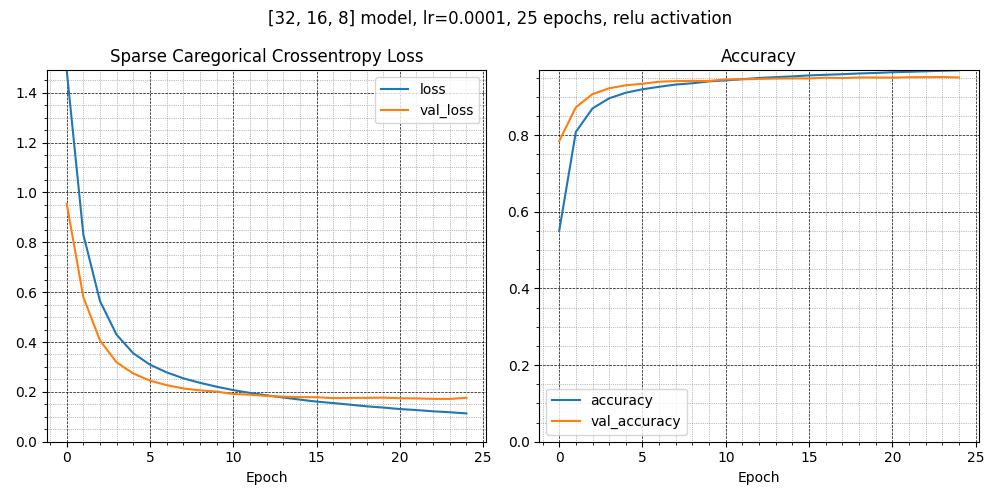 [32, 16, 8] model, lr=0.0001, 25 epochs, relu activation
Sparse Caregorical Crossentropy Loss
1.4
1.2
1.0
0.8
0.6
0.4
0.2
0.0
loss
val_loss
0 5 10 15 20 25
Epoch
Accuracy
0.8
0.6
0.4
0.2
0.0
accuracy
val_accuracy
0 5 10 15 20 25
Epoch